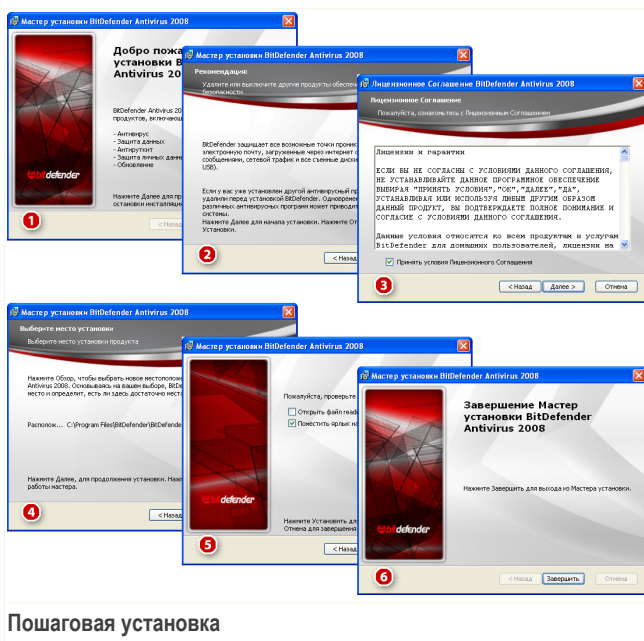 Мастер установки BitDefender Antivirus 2008
Добро пожа
установки B
Antivirus 20
BitDefender Antivirus 20
продуктов, включающ
- Антивирус
- Защита данных
- Антируткит
- Защита личных данн
- Обновление
Нажмите Далее для пр
остановки инсталляци
bitdefender
< Назад
1
Мастер установки BitDefender Antivirus 2008
Рекомендация:
Удалите или выключите другие продукты обеспеч
Безопасности
BitDefender защищает все возможные точки проник
электронную почту, загруженные через интернет с
сообщениями, сетевой трафик и все съемные диски
USB).
Если у вас уже установлен другой антивирусный пр
удалили перед установкой BitDefender. Одновремен
различных антивирусных программ может приводит
системы.
Нажмите Далее для начала установки. Нажмите От
Установки.
< Назад
2
Лицензионное Соглашение BitDefender Antivirus 2008
Лицензионное Соглашение
Пожалуйста, ознакомьтесь с Лицензионным Соглашением
Лицензии и гарантии
ЕСЛИ ВЫ НЕ СОГЛАСНЫ С УСЛОВИЯМИ ДАННОГО СОГЛАШЕНИЯ,
НЕ УСТАНАВЛИВАЙТЕ ДАННОЕ ПРОГРАММНОЕ ОБЕСПЕЧЕНИЕ
ВЫБИРАЯ "ПРИНЯТЬ УСЛОВИЯ","ОК","ДАЛЕЕ","ДА",
УСТАНАВЛИВАЯ ИЛИ ИСПОЛЬЗУЯ ЛЮБЫМ ДРУГИМ ОБРАЗОМ
ДАННЫЙ ПРОДУКТ, ВЫ ПОДТВЕРЖДАЕТЕ ПОЛНОЕ ПОНИМАНИЕ И
СОГЛАСИЕ С УСЛОВИЯМИ ДАННОГО СОГЛАШЕНИЯ.
Данные условия относятся ко всем продуктам и услугам
BitDefender для домашних пользователей, лицензии на
Принять условия Лицензионного Соглашения
< Назад
Далее >
Отмена
3
Мастер установки BitDefender Antivirus 2008
Выберите место установки
Выберите место установки продукта
Нажмите Обзор, чтобы выбрать новое местополож
Antivirus 2008. Основываясь на вашем выборе, BitDe
место и определит, есть ли здесь достаточно мест
Располож... C:\Program Files\BitDefender\BitDefende
Нажмите Далее, для продолжения установки. Нажм
работы мастера.
< Назад
4
Мастер установки BitDefender Antivirus 2008
Пожалуйста, проверьте
Открыть файл read
Поместить ярлык на
Нажмите Установить дл
Отмена для завершения
bitdefender
< Назад
5
Мастер установки BitDefender Antivirus 2008
Завершение Мастер
установки BitDefender
Antivirus 2008
Нажмите Завершить для выхода из Мастера установки.
bitdefender
< Назад
Завершить
Отмена
6
Пошаговая установка